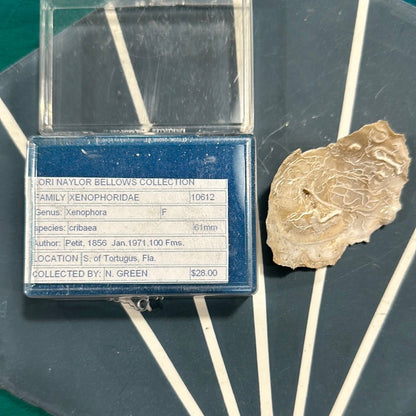 ORI NAYLOR BELLOWS COLLECTION
FAMILY XENOPHORIDAE 10612
Genus: Xenophora F
species: cribaea 61mm
Author: Petit, 1856 Jan.1971.100 Fms.
LOCATION S. of Tortugus, Fla.
COLLECTED BY: N. GREEN $28.00